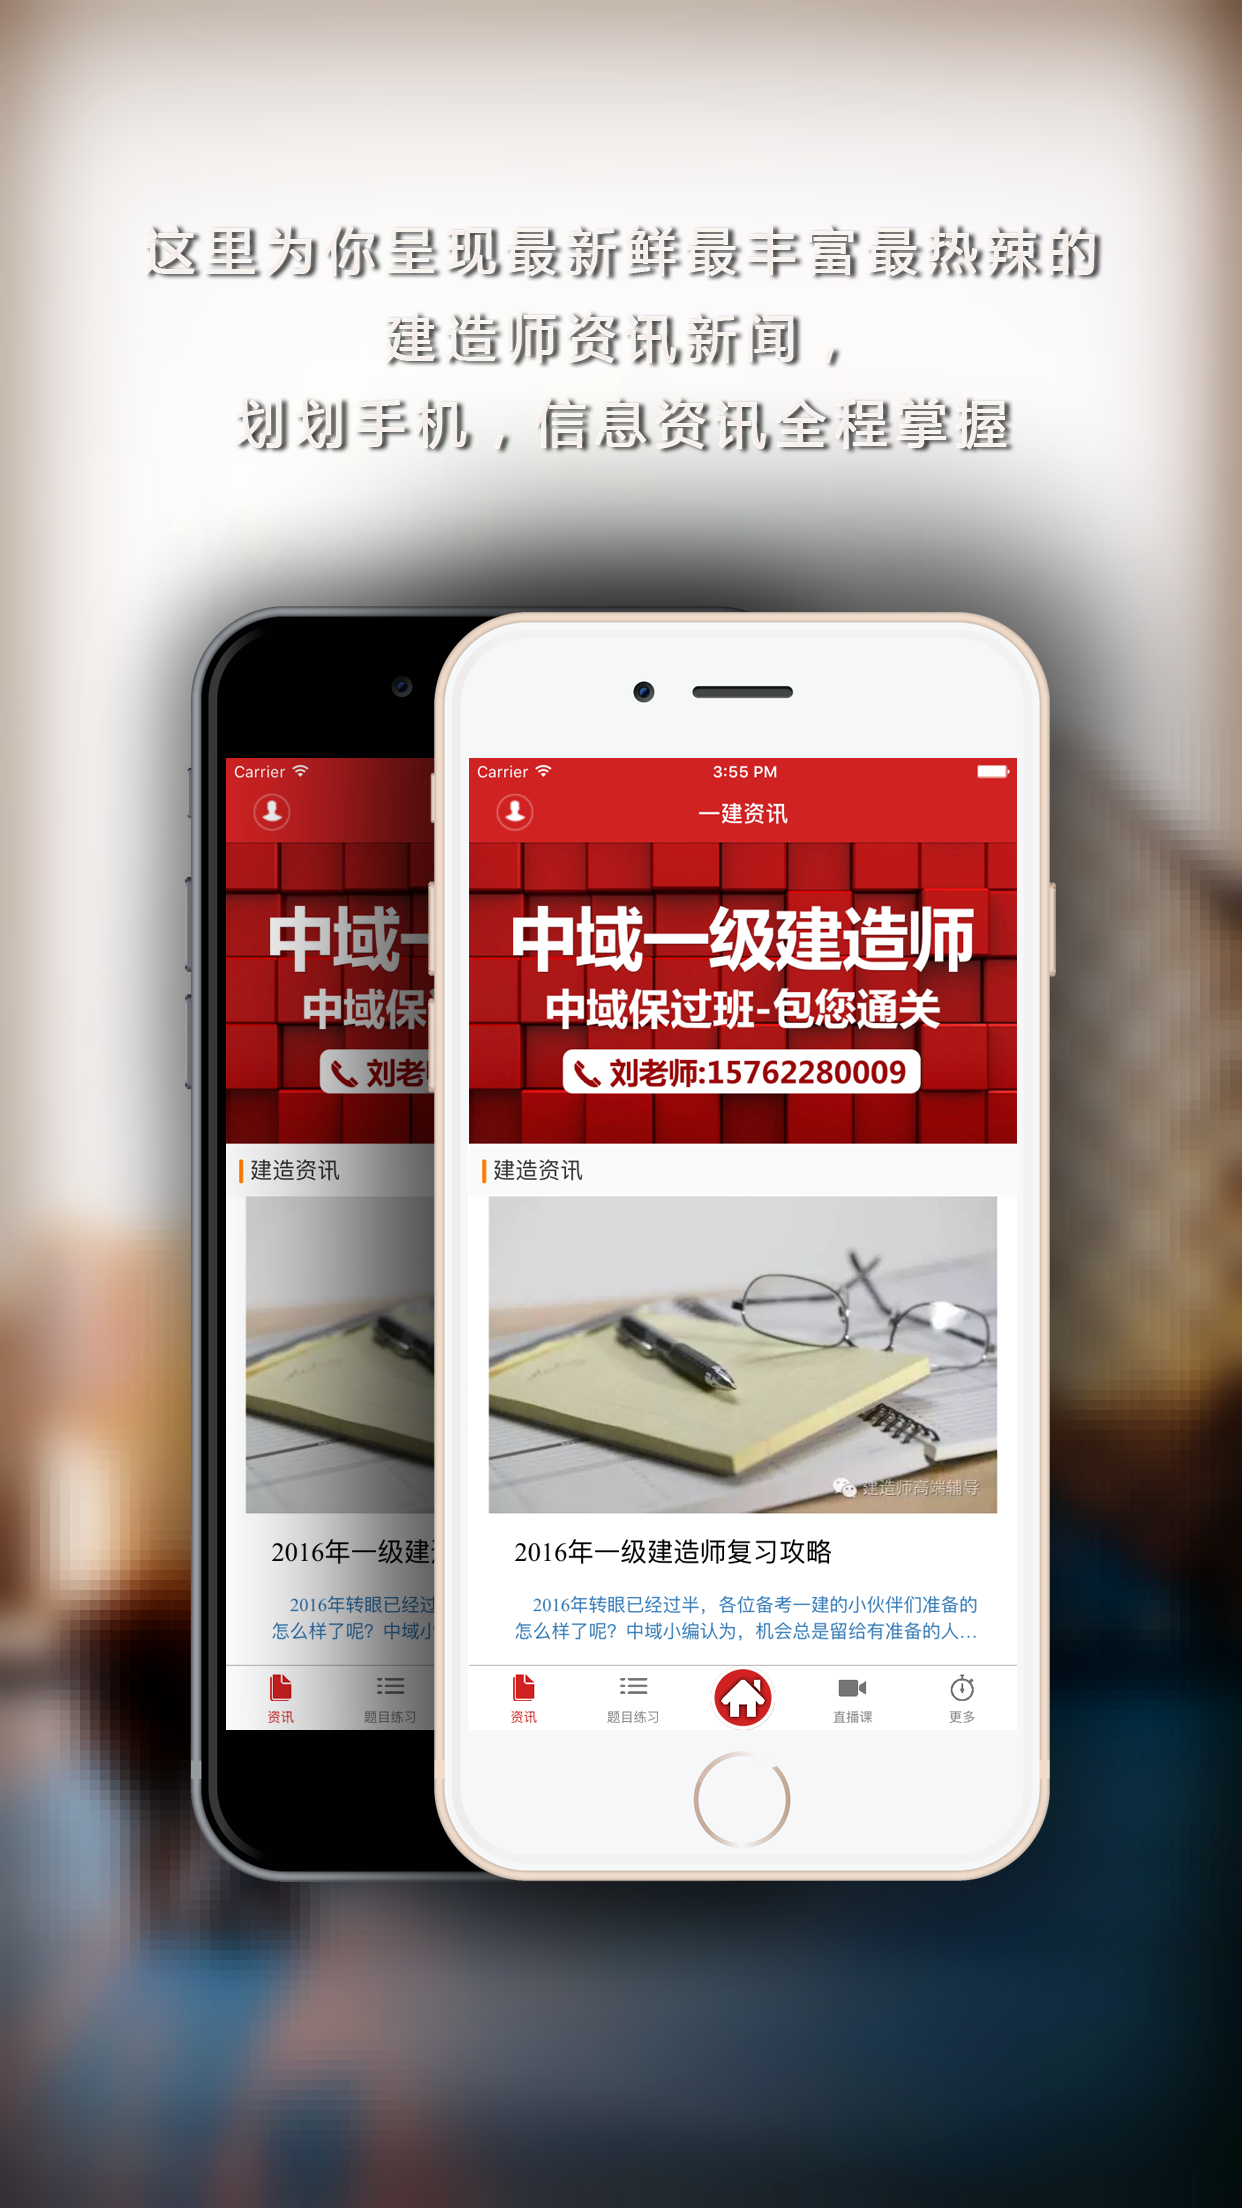 这里为你呈现最新鲜最丰富最热辣的
建造师资讯新闻，
划划手机，信息资讯全程掌握
Carrier
中域一
中域保
刘老
建造资讯
2016年一级建
2016年转眼已经过
怎么样了呢？中域小
资讯
题目练习
Carrier
3:55 PM
一建资讯
中域一级建造师
中域保过班-包您通关
刘老师:15762280009
建造资讯
建造师高端辅导
2016年一级建造师复习攻略
2016年转眼已经过半，各位备考一建的小伙伴们准备的
怎么样了呢？中域小编认为，机会总是留给有准备的人...
资讯
题目练习
直播课
更多